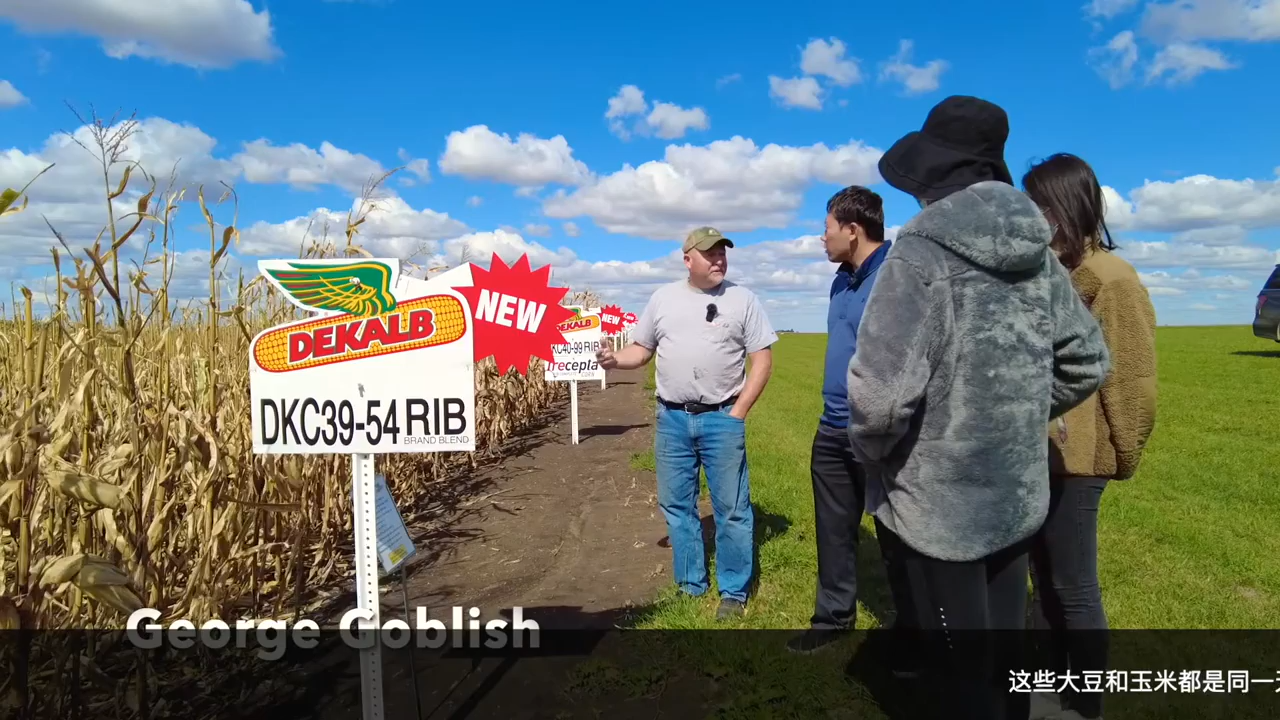 DEKALB
DKC39-54 RIB
BRAND BLEND
NEW
DEKALB
NEW
DKC40-99 RIB
Trecepta
George Goblish
这些大豆和玉米都是同一